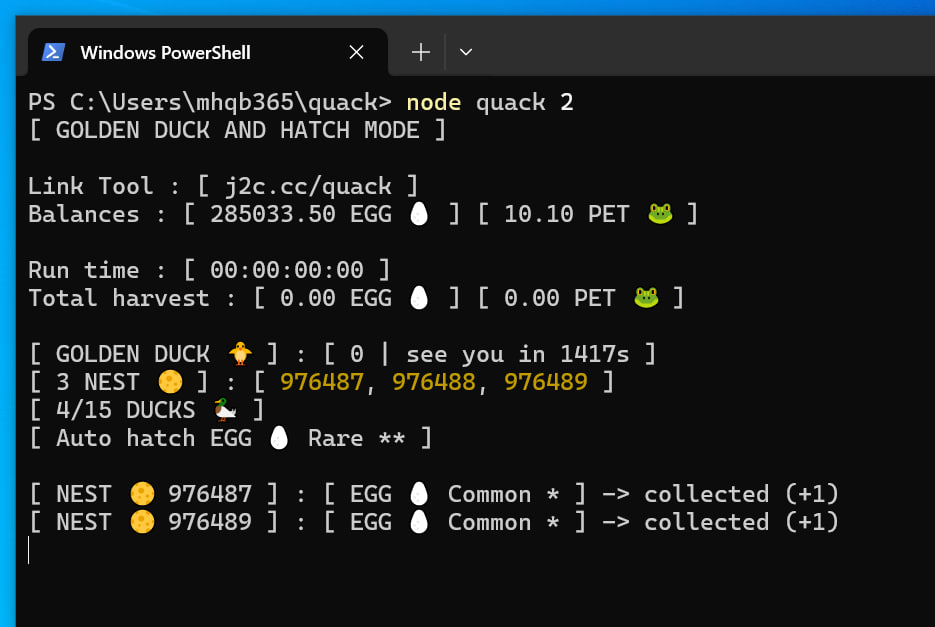 Windows PowerShell
PS C:\Users\mhqb365\quack> node quack 2
[ GOLDEN DUCK AND HATCH MODE ]
Link Tool : [ j2c.cc/quack ]
Balances : [ 285033.50 EGG 🥚 ] [ 10.10 PET 🐸 ]
Run time : [ 00:00:00:00 ]
Total harvest : [ 0.00 EGG 🥚 ] [ 0.00 PET 🐸 ]
[ GOLDEN DUCK 🐥 ] : [ 0 | see you in 1417s ]
[ 3 NEST 🌕 ] : [ 976487, 976488, 976489 ]
[ 4/15 DUCKS 🦆 ]
[ Auto hatch EGG 🥚 Rare ** ]
[ NEST 🌕 976487 ] : [ EGG 🥚 Common * ] -> collected (+1)
[ NEST 🌕 976489 ] : [ EGG 🥚 Common * ] -> collected (+1)